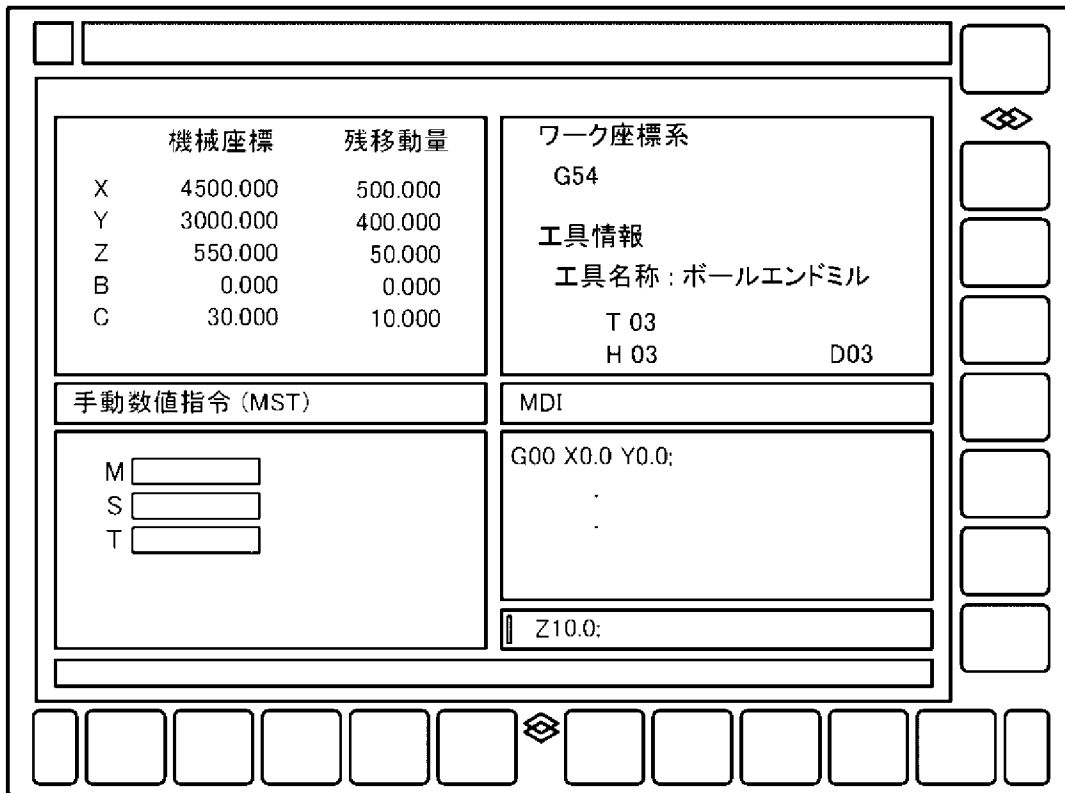 機械座標 残移動量
X 4500.000 500.000
Y 3000.000 400.000
Z 550.000 50.000
B 0.000 0.000
C 30.000 10.000
ワーク座標系
G54
工具情報
工具名称 : ボールエンドミル
T 03
H 03 D03
手動数値指令 (MST)
M
S
T
MDI
G00 X0.0 Y0.0;
.
.
Z10.0;